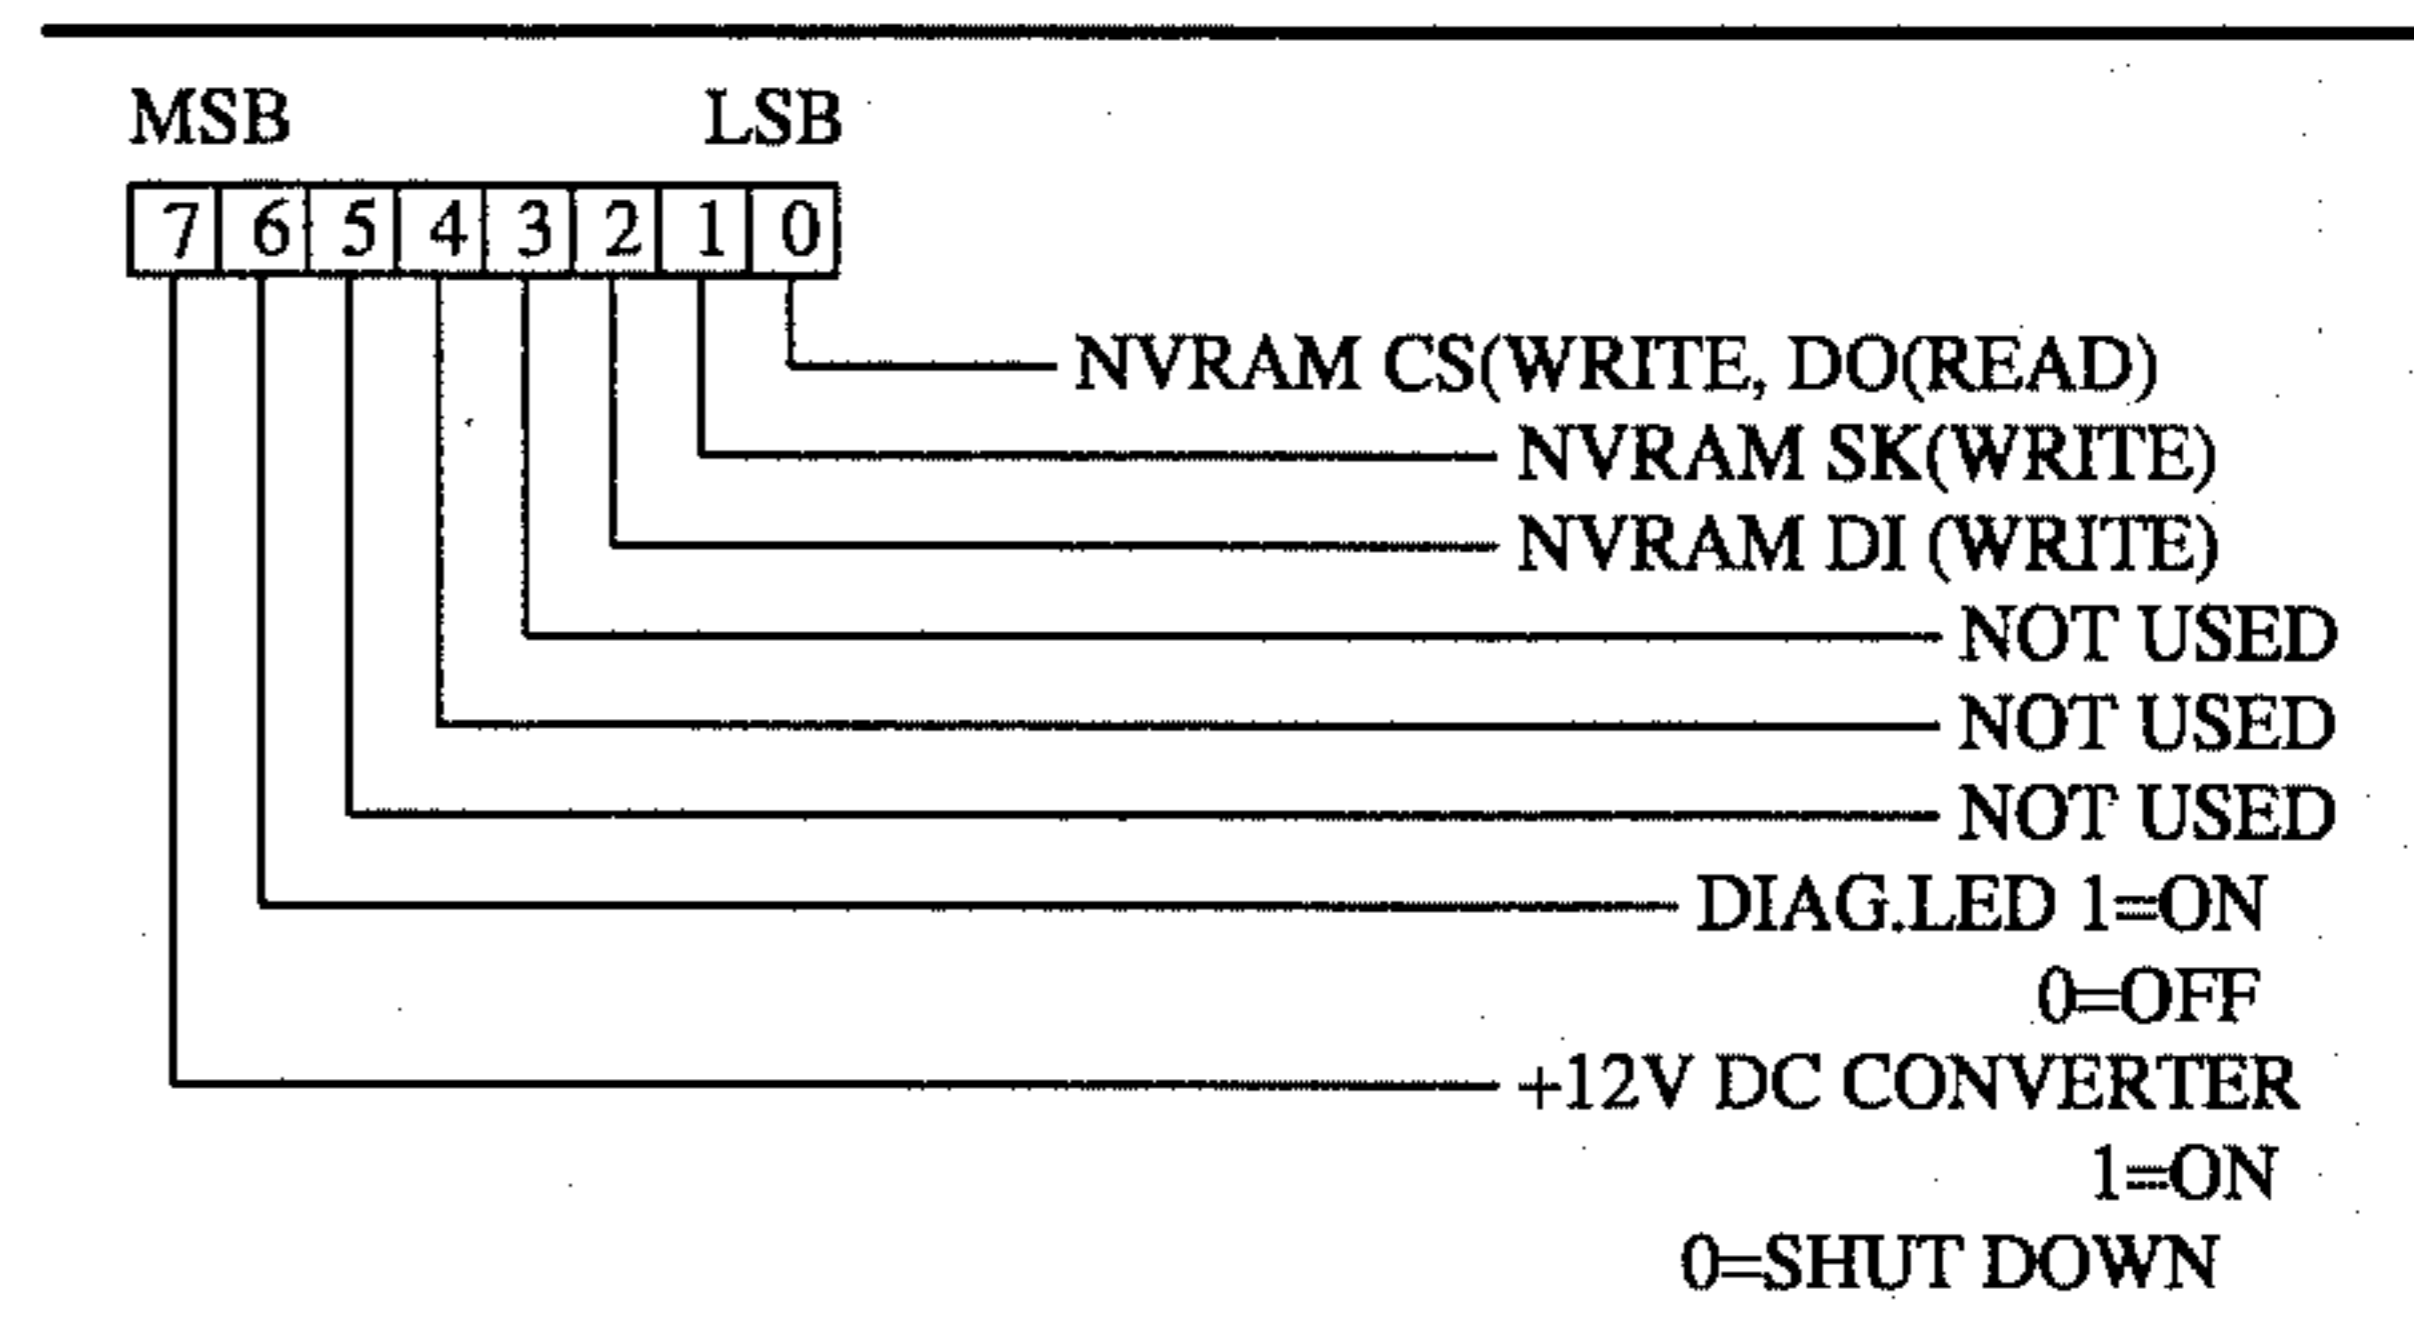 MSB LSB
7 6 5 4 3 2 1 0
NVRAM CS(WRITE, DO(READ)
NVRAM SK(WRITE)
NVRAM DI (WRITE)
NOT USED
NOT USED
NOT USED
DIAG.LED 1=ON
0=OFF
+12V DC CONVERTER
1=ON
0=SHUT DOWN